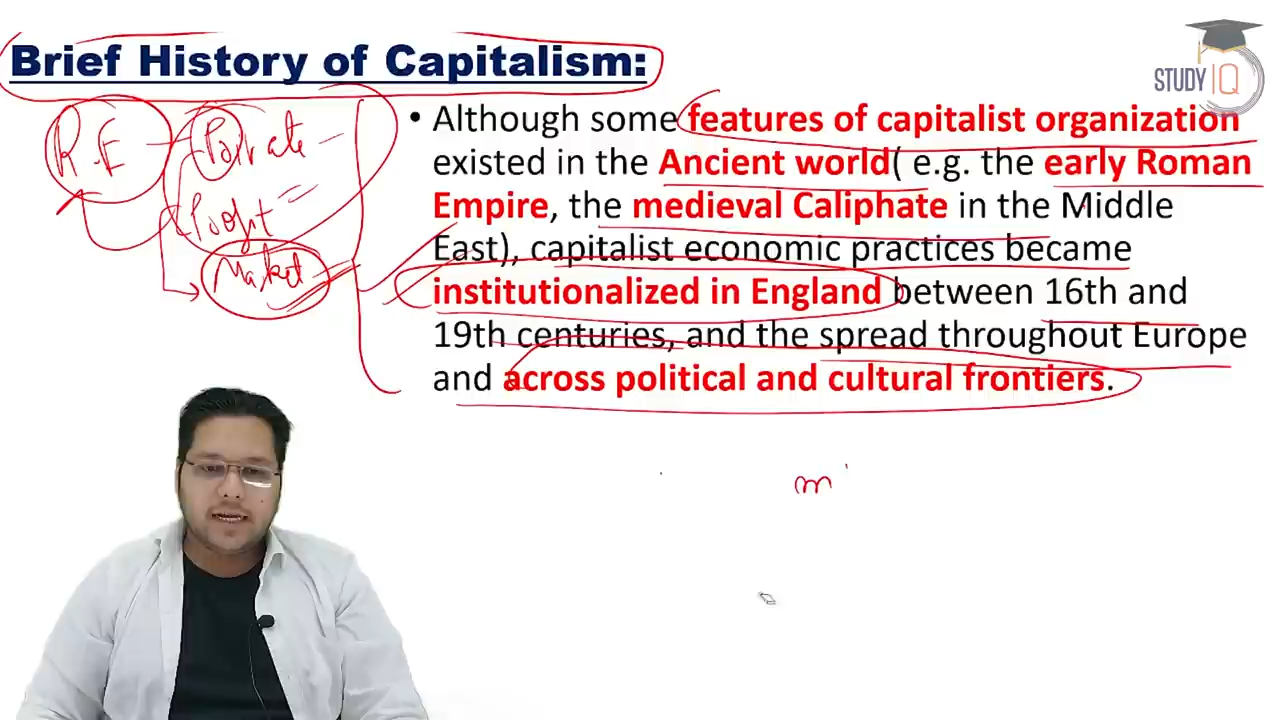 Brief History of Capitalism:
STUDY IQ
R.E
Private
Profit
Market
• Although some features of capitalist organization
existed in the Ancient world( e.g. the early Roman
Empire, the medieval Caliphate in the Middle
East), capitalist economic practices became
institutionalized in England between 16th and
19th centuries, and the spread throughout Europe
and across political and cultural frontiers.
m